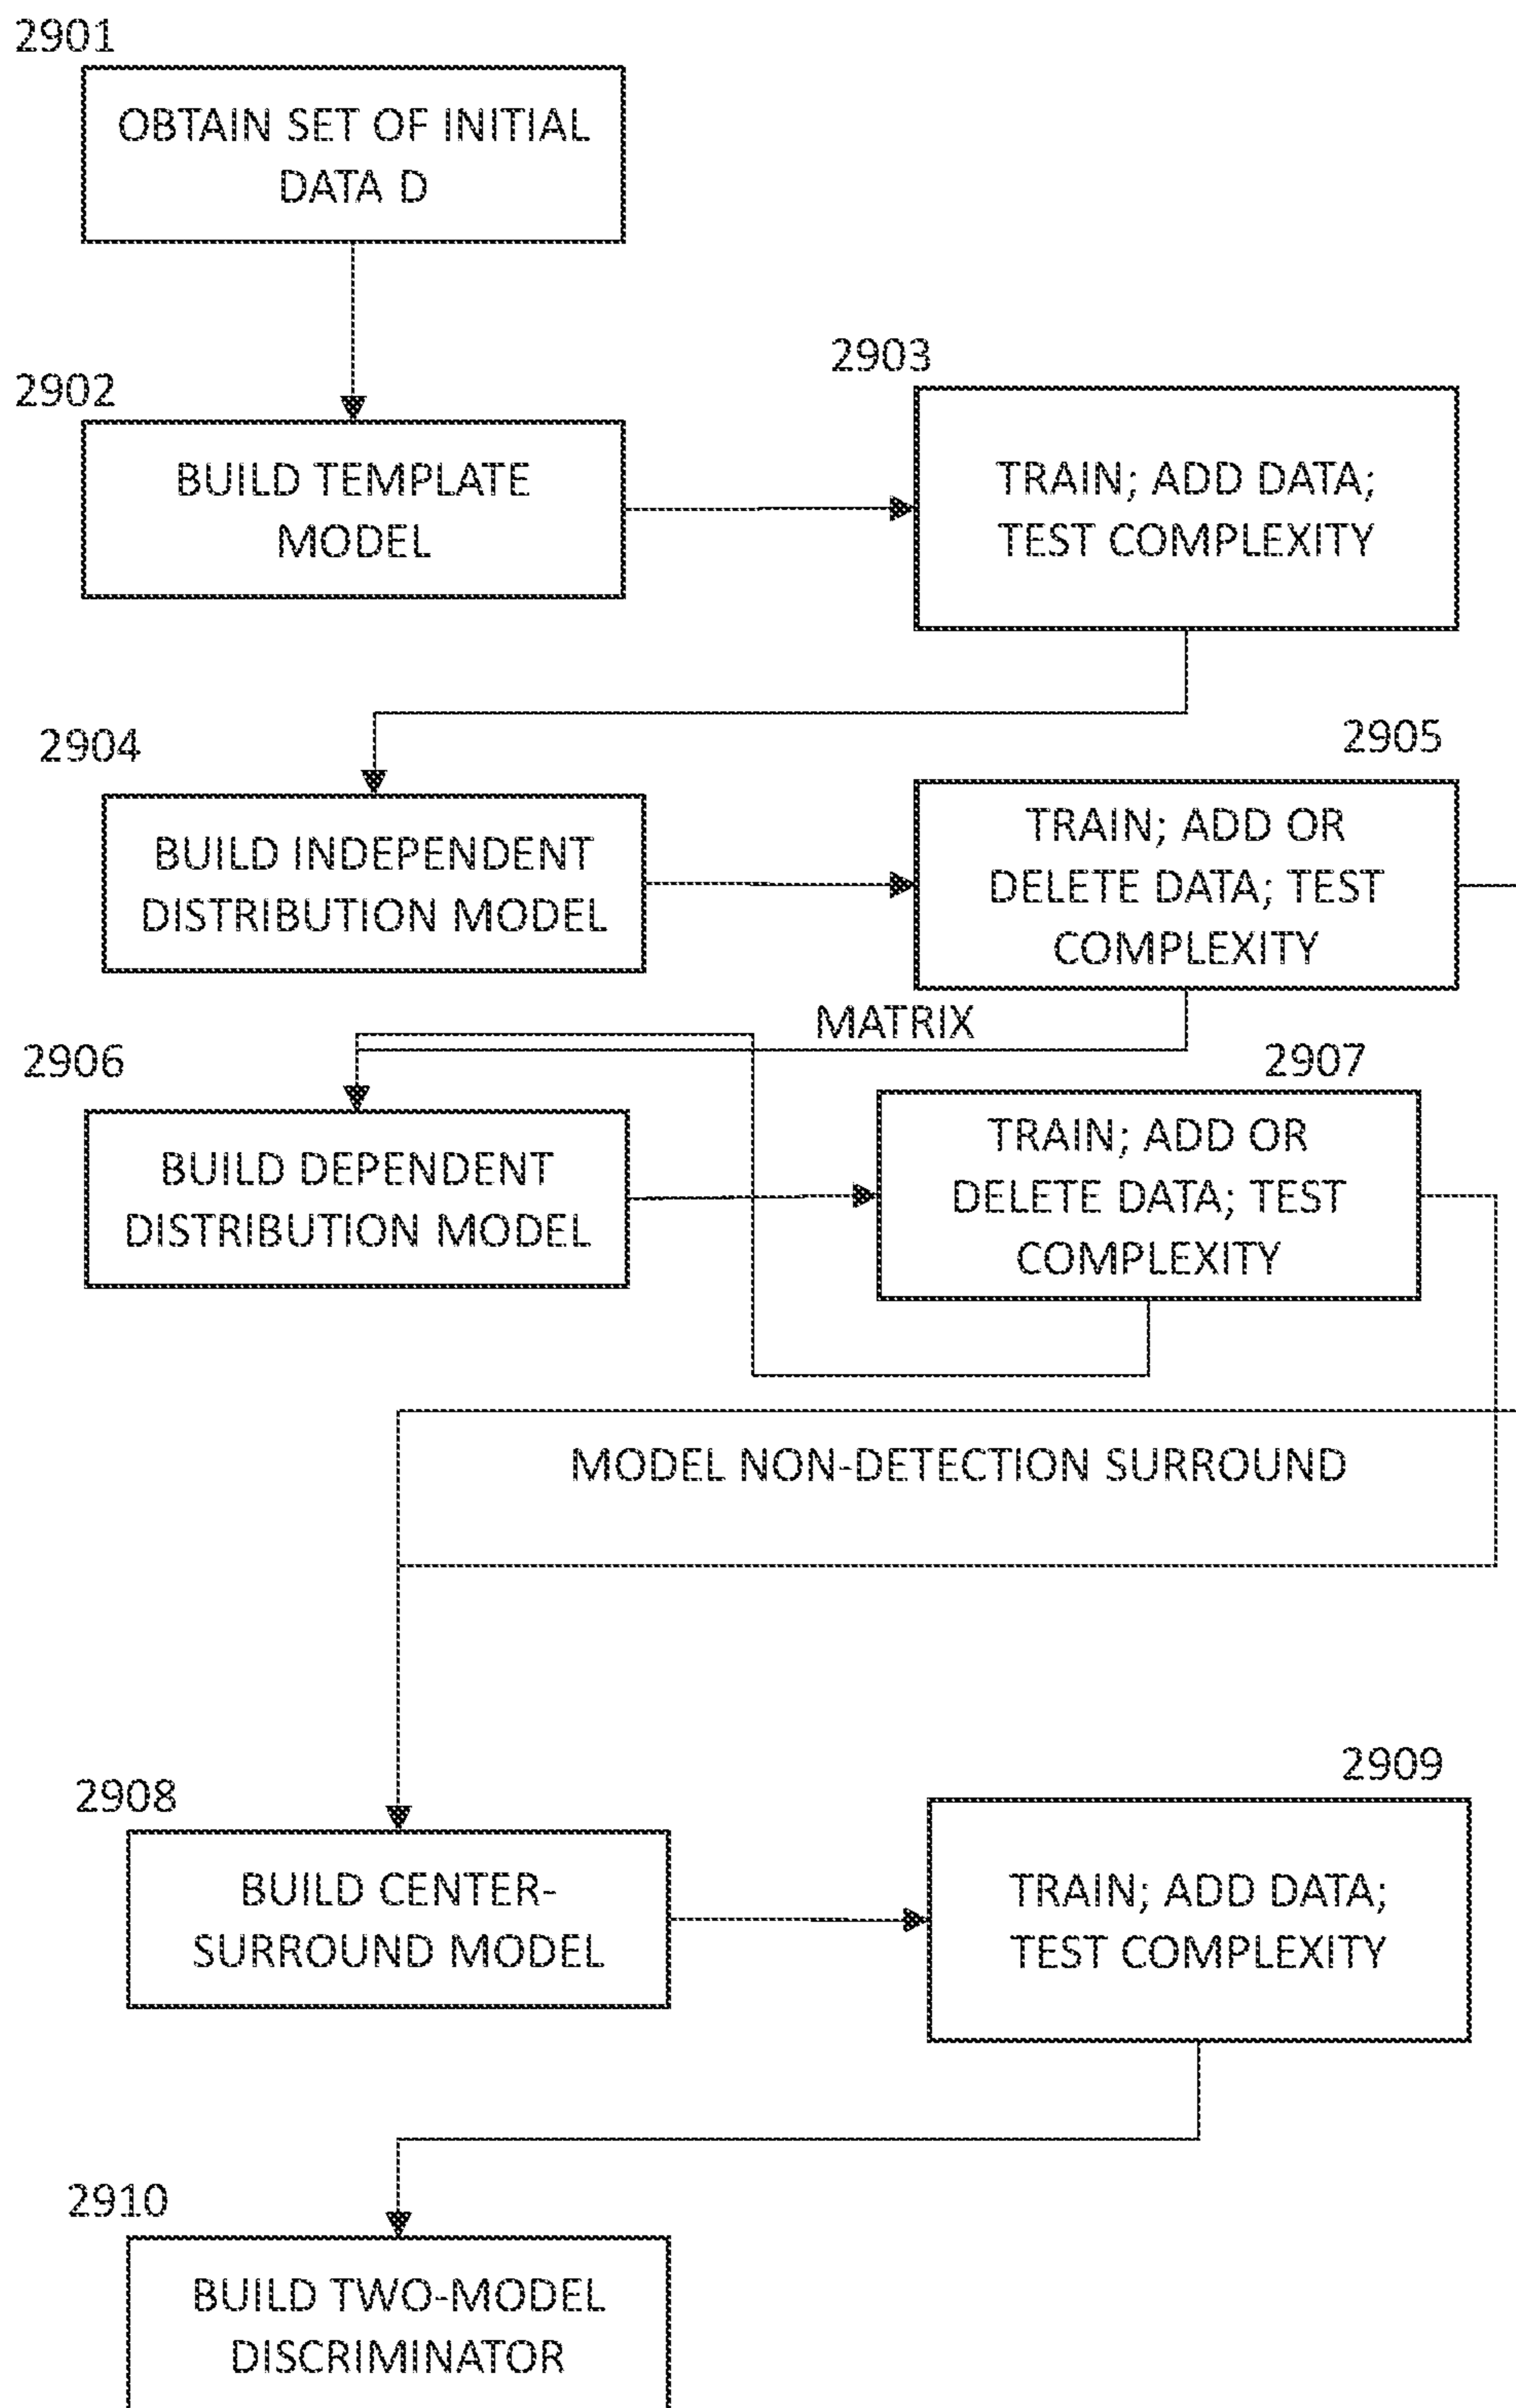 2901
OBTAIN SET OF INITIAL
DATA D
2902
BUILD TEMPLATE
MODEL
2903
TRAIN; ADD DATA;
TEST COMPLEXITY
2904
BUILD INDEPENDENT
DISTRIBUTION MODEL
2905
TRAIN; ADD OR
DELETE DATA; TEST
COMPLEXITY
MATRIX
2906
BUILD DEPENDENT
DISTRIBUTION MODEL
2907
TRAIN; ADD OR
DELETE DATA; TEST
COMPLEXITY
MODEL NON-DETECTION SURROUND
2908
BUILD CENTER-
SURROUND MODEL
2909
TRAIN; ADD DATA;
TEST COMPLEXITY
2910
BUILD TWO-MODEL
DISCRIMINATOR